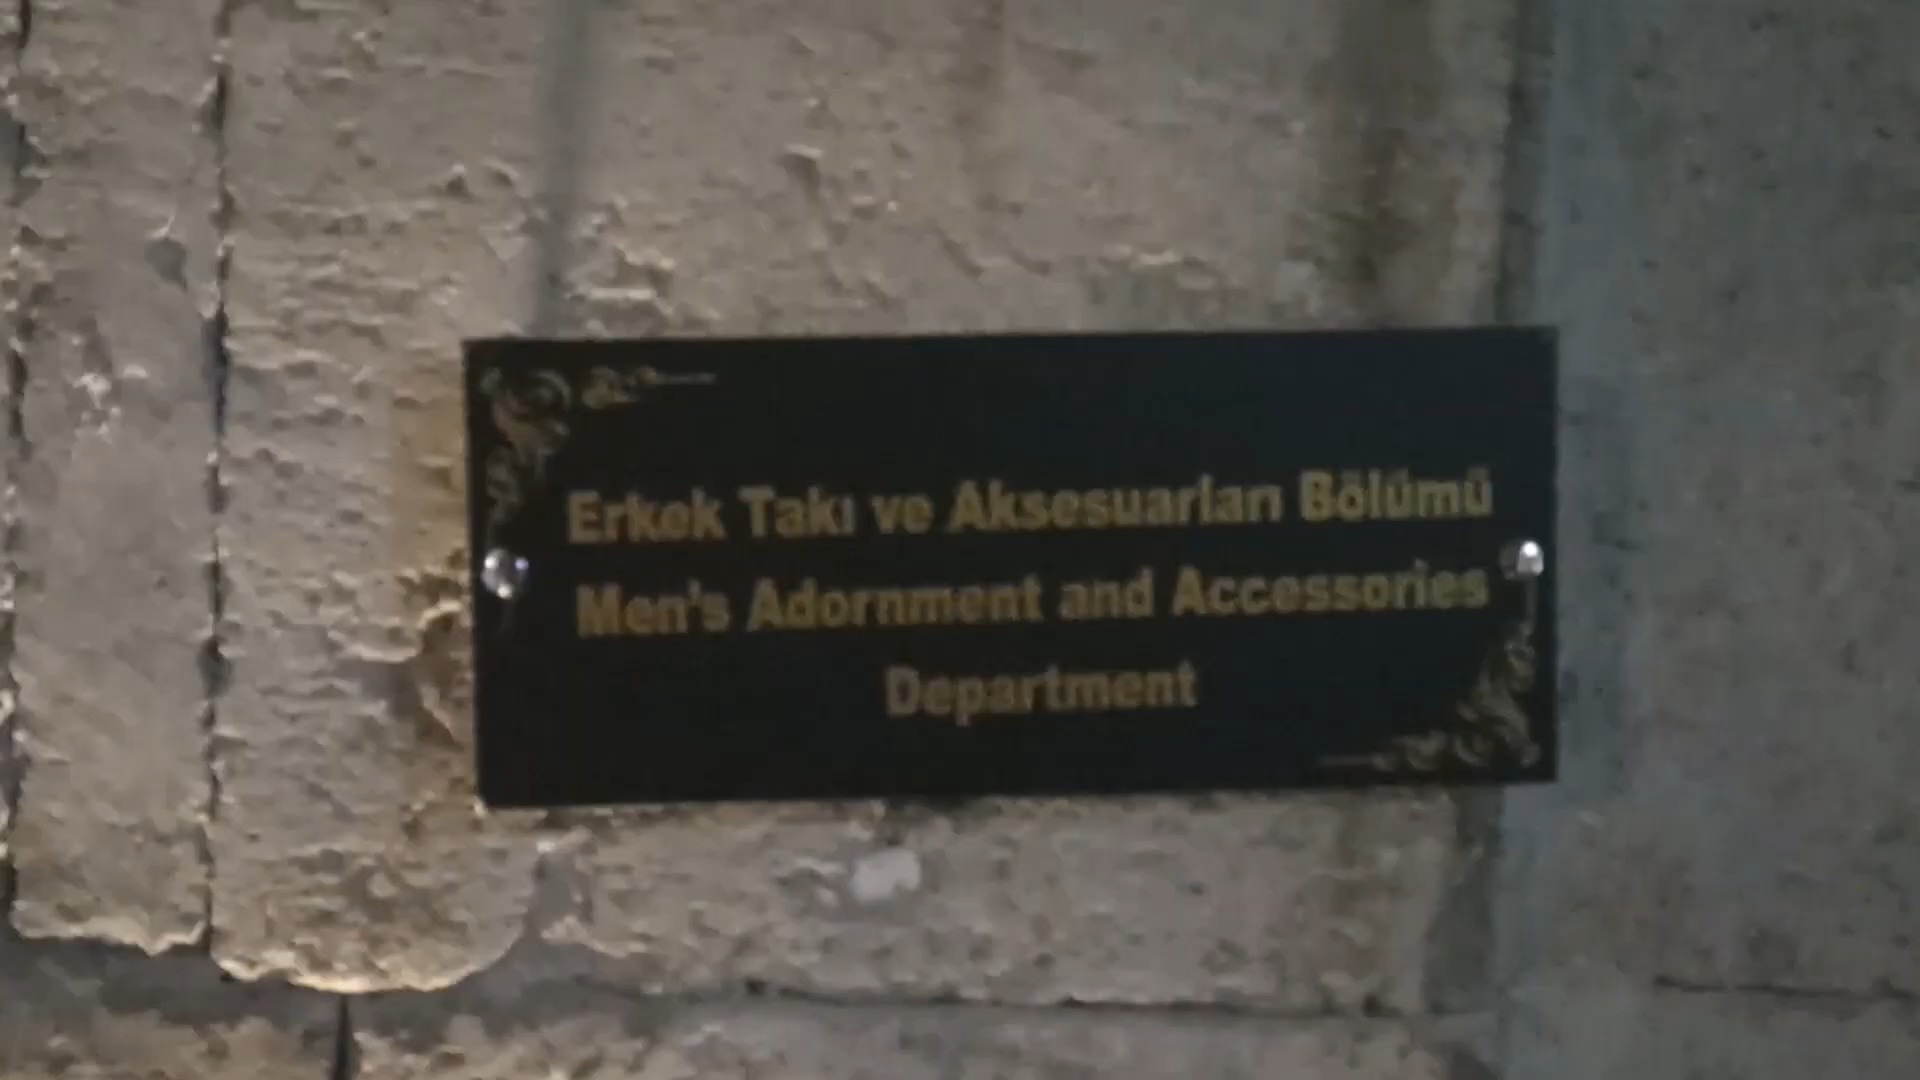 Erkek Takı ve Aksesuarları Bölümü
Men's Adornment and Accessories
Department